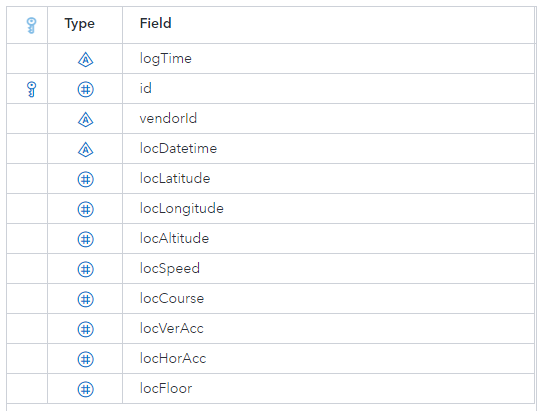 Type Field
A logTime
# id
A vendorId
A locDatetime
# locLatitude
# locLongitude
# locAltitude
# locSpeed
# locCourse
# locVerAcc
# locHorAcc
# locFloor